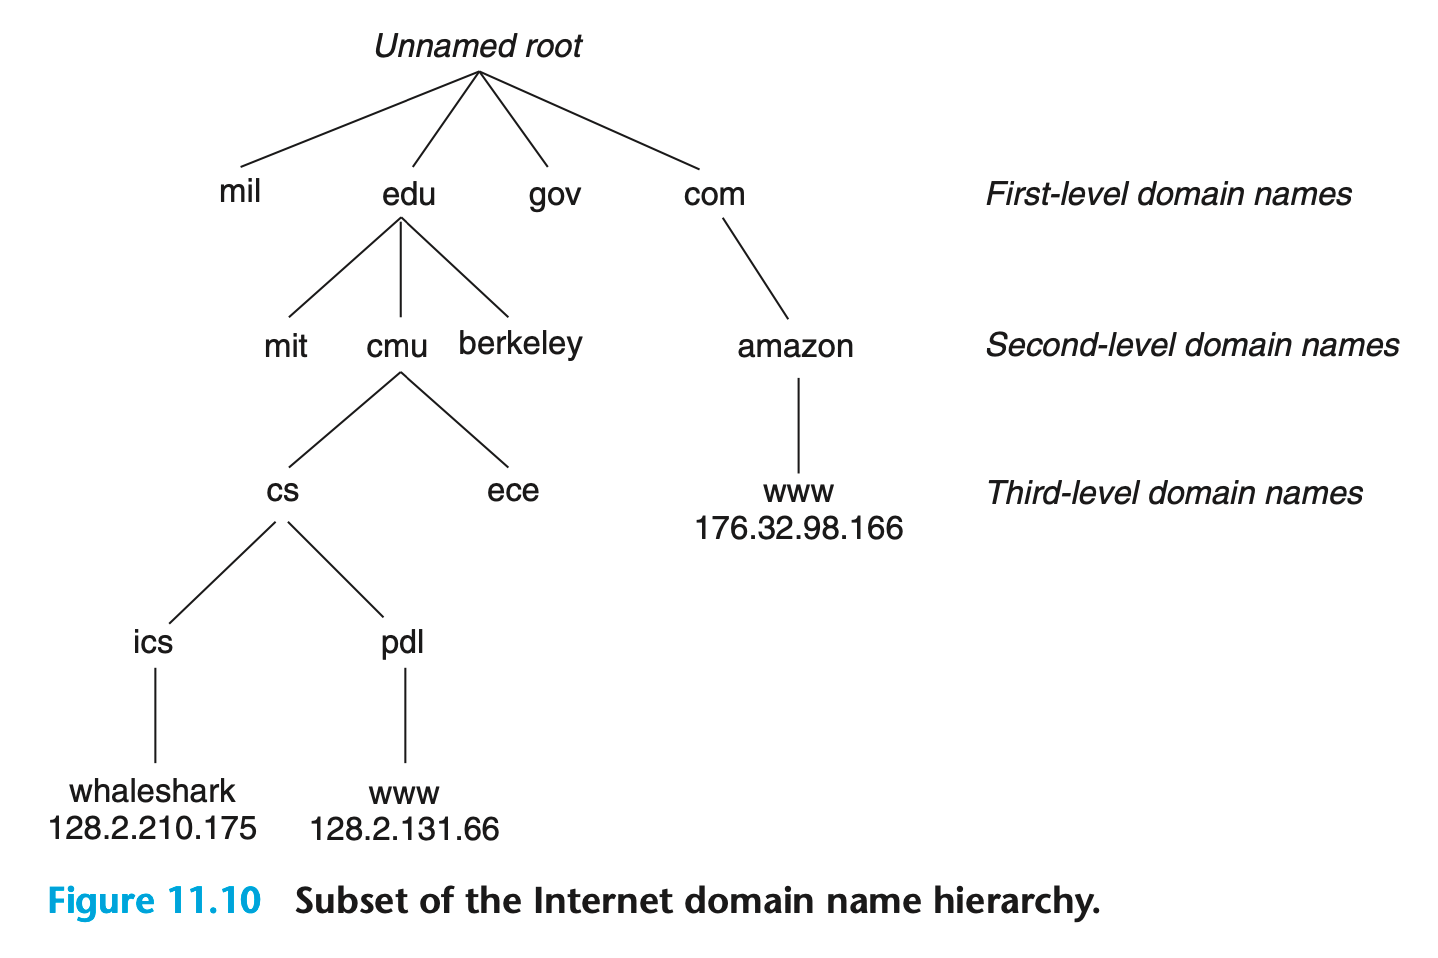 Unnamed root
mil edu gov com First-level domain names
mit cmu berkeley amazon Second-level domain names
cs ece www Third-level domain names
176.32.98.166
ics pdl
whaleshark www
128.2.210.175 128.2.131.66
Figure 11.10 Subset of the Internet domain name hierarchy.